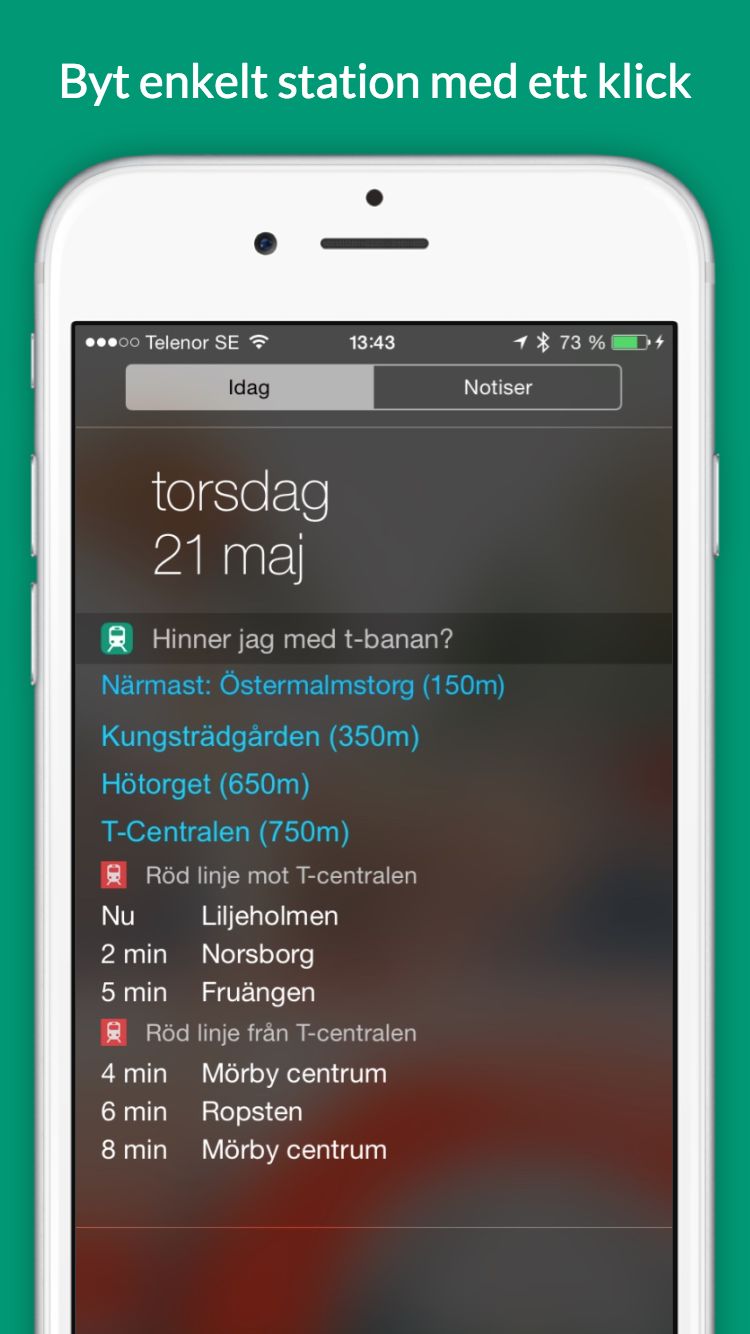 Byt enkelt station med ett klick
Telenor SE 13:43 73 %
Idag Notiser
torsdag
21 maj
Hinner jag med t-banan?
Närmast: Östermalmstorg (150m)
Kungsträdgården (350m)
Hötorget (650m)
T-Centralen (750m)
Röd linje mot T-centralen
Nu Liljeholmen
2 min Norsborg
5 min Fruängen
Röd linje från T-centralen
4 min Mörby centrum
6 min Ropsten
8 min Mörby centrum